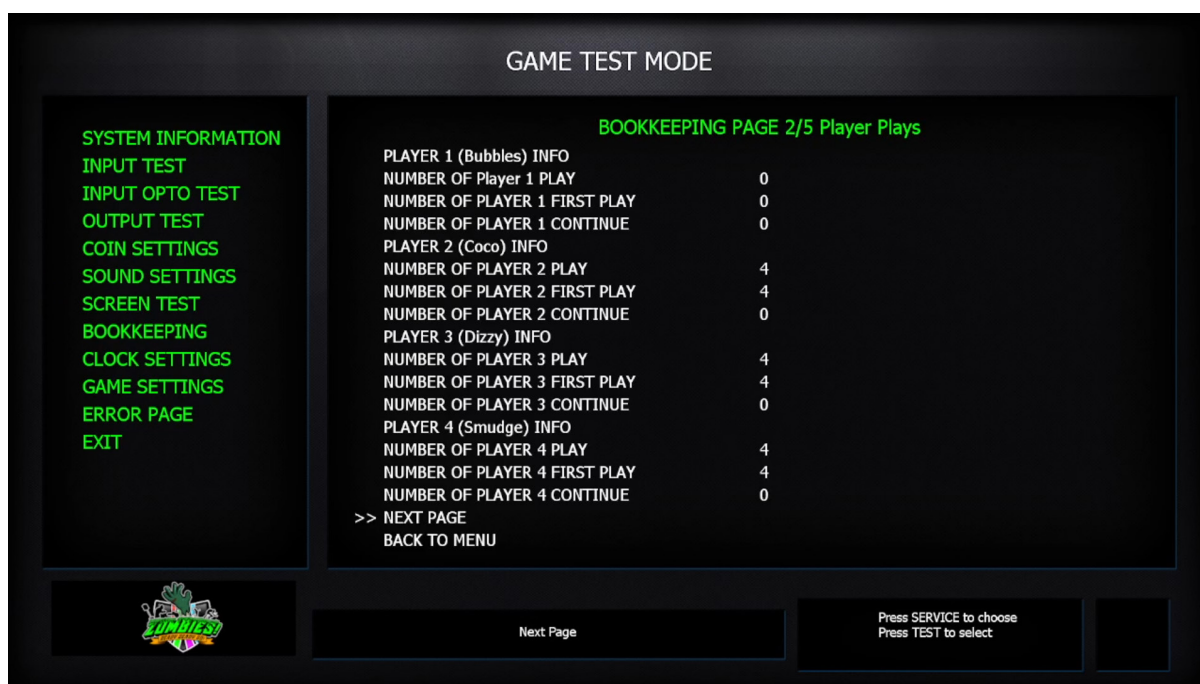 GAME TEST MODE
SYSTEM INFORMATION
INPUT TEST
INPUT OPTO TEST
OUTPUT TEST
COIN SETTINGS
SOUND SETTINGS
SCREEN TEST
BOOKKEEPING
CLOCK SETTINGS
GAME SETTINGS
ERROR PAGE
EXIT
BOOKKEEPING PAGE 2/5 Player Plays
PLAYER 1 (Bubbles) INFO
NUMBER OF Player 1 PLAY 0
NUMBER OF PLAYER 1 FIRST PLAY 0
NUMBER OF PLAYER 1 CONTINUE 0
PLAYER 2 (Coco) INFO
NUMBER OF PLAYER 2 PLAY 4
NUMBER OF PLAYER 2 FIRST PLAY 4
NUMBER OF PLAYER 2 CONTINUE 0
PLAYER 3 (Dizzy) INFO
NUMBER OF PLAYER 3 PLAY 4
NUMBER OF PLAYER 3 FIRST PLAY 4
NUMBER OF PLAYER 3 CONTINUE 0
PLAYER 4 (Smudge) INFO
NUMBER OF PLAYER 4 PLAY 4
NUMBER OF PLAYER 4 FIRST PLAY 4
NUMBER OF PLAYER 4 CONTINUE 0
>> NEXT PAGE
BACK TO MENU
ZOMBIES!
Next Page
Press SERVICE to choose
Press TEST to select